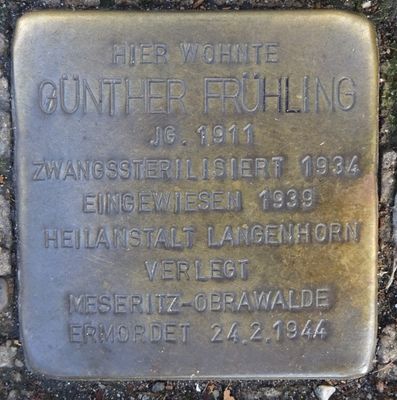 HIER WOHNTE
GÜNTHER FRÜHLING
JG. 1911
ZWANGSSTERILISIERT 1934
EINGEWIESEN 1939
HEILANSTALT LANGENHORN
VERLEGT
MESERITZ-OBRAWALDE
ERMORDET 24.2.1944